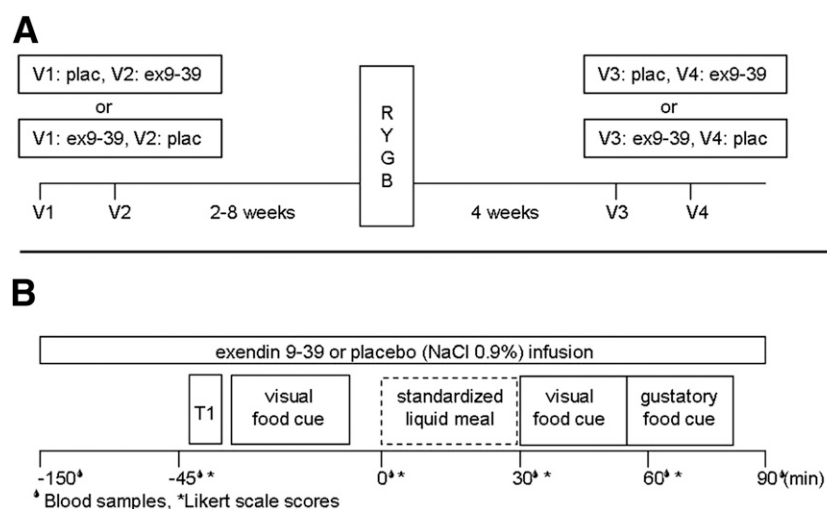 A
V1: plac, V2: ex9-39
or
V1: ex9-39, V2: plac
R
Y
G
B
V3: plac, V4: ex9-39
or
V3: ex9-39, V4: plac
V1 V2 2-8 weeks 4 weeks V3 V4
B
exendin 9-39 or placebo (NaCl 0.9%) infusion
T1
visual
food cue
standardized
liquid meal
visual
food cue
gustatory
food cue
-150 -45 * 0 * 30 * 60 * 90 (min)
Blood samples, *Likert scale scores